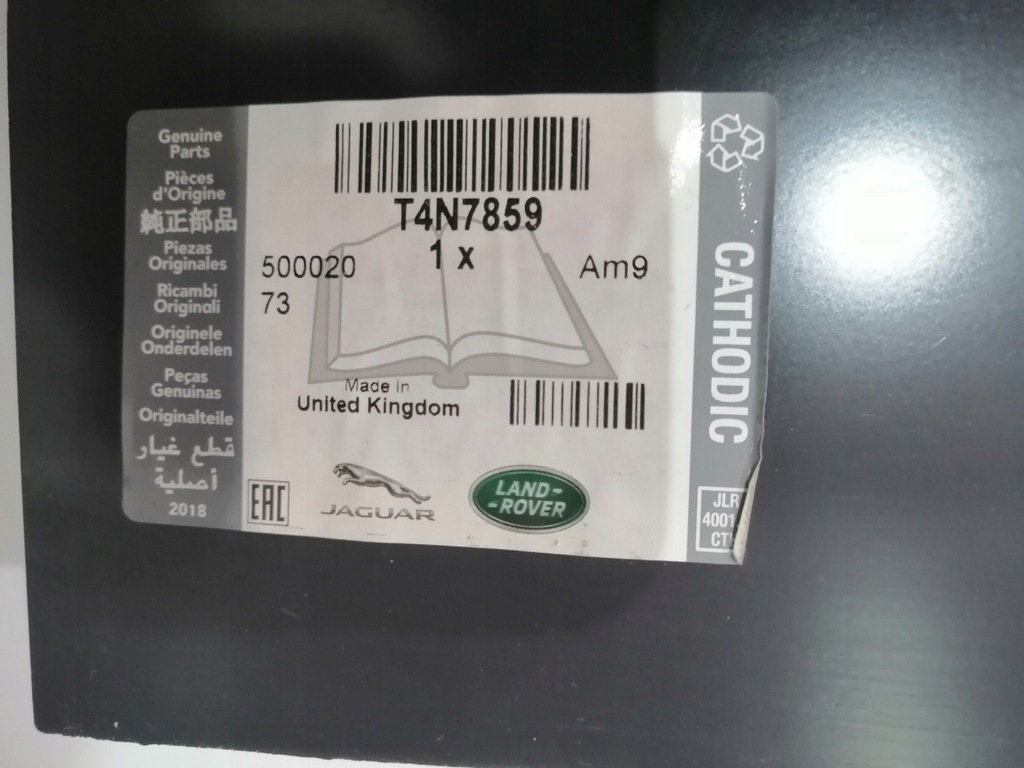 Genuine
Parts
Pièces
d'Origine
純正部品
Piezas
Originales
Ricambi
Originali
Originele
Onderdelen
Peças
Genuinas
Originalteile
قطع غيار
أصلية
2018
T4N7859
1 x
500020
73
Am9
Made in
United Kingdom
EAC
JAGUAR
LAND-
-ROVER
CATHODIC
JLR